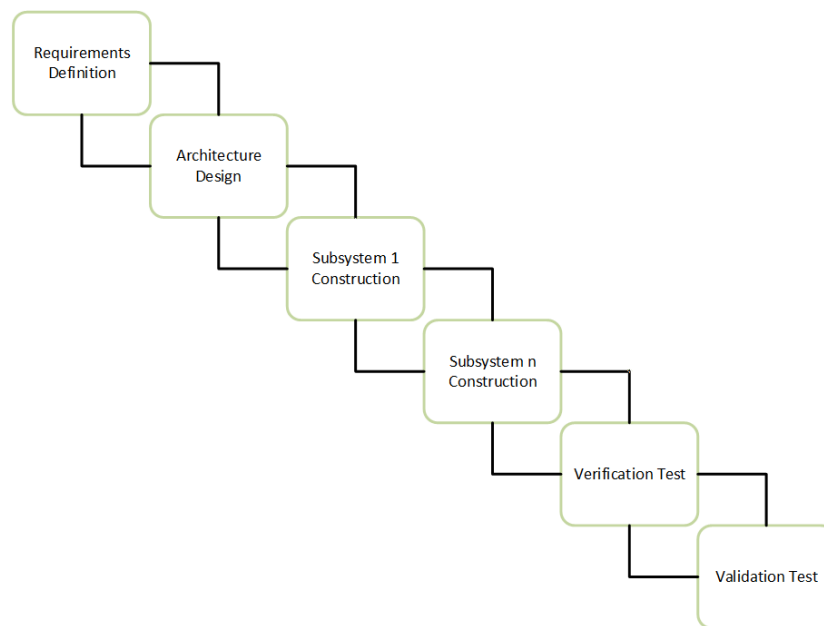 Requirements
Definition
Architecture
Design
Subsystem 1
Construction
Subsystem n
Construction
Verification Test
Validation Test